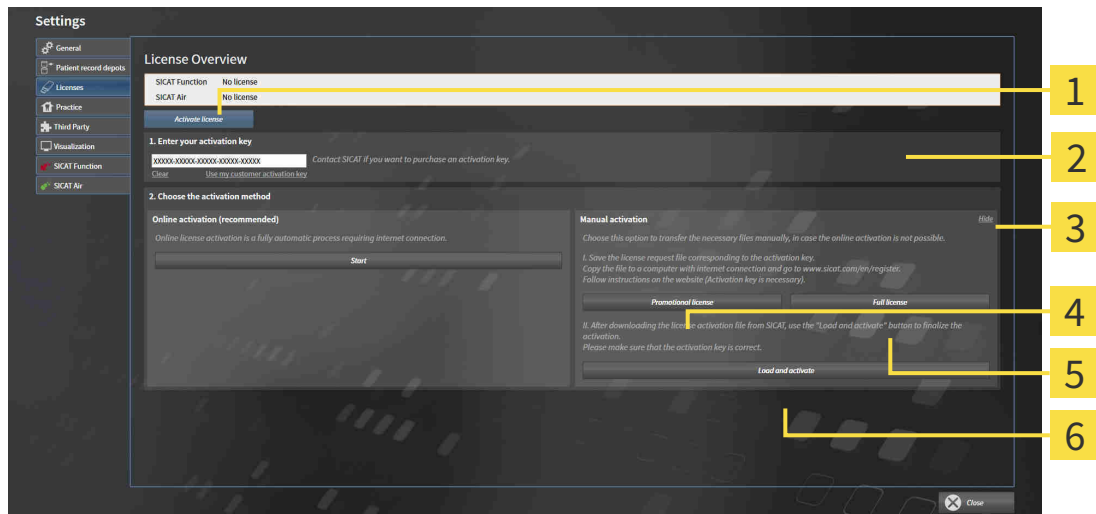 Settings
General
Patient record depots
Licenses
Practice
Third Party
Visualization
SICAT Function
SICAT Air
License Overview
SICAT Function No license
SICAT Air No license
Activate license
1. Enter your activation key
XXXXX-XXXXX-XXXXX-XXXXX-XXXXX Contact SICAT if you want to purchase an activation key.
Clear Use my customer activation key
2. Choose the activation method
Online activation (recommended)
Online license activation is a fully automatic process requiring internet connection.
Start
Manual activation Hide
Choose this option to transfer the necessary files manually, in case the online activation is not possible.
I. Save the license request file corresponding to the activation key.
Copy the file to a computer with internet connection and go to www.sicat.com/en/register.
Follow instructions on the website (Activation key is necessary).
Promotional license Full license
II. After downloading the license activation file from SICAT, use the "Load and activate" button to finalize the
activation.
Please make sure that the activation key is correct.
Load and activate
Close
1
2
3
4
5
6